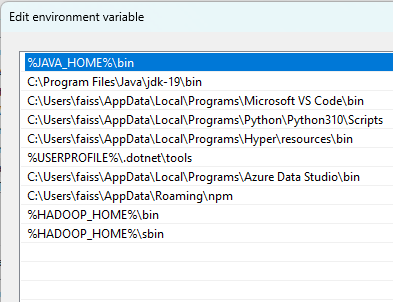 Edit environment variable
%JAVA_HOME%\bin
C:\Program Files\Java\jdk-19\bin
C:\Users\faiss\AppData\Local\Programs\Microsoft VS Code\bin
C:\Users\faiss\AppData\Local\Programs\Python\Python310\Scripts
C:\Users\faiss\AppData\Local\Programs\Hyper\resources\bin
%USERPROFILE%\.dotnet\tools
C:\Users\faiss\AppData\Local\Programs\Azure Data Studio\bin
C:\Users\faiss\AppData\Roaming\npm
%HADOOP_HOME%\bin
%HADOOP_HOME%\sbin